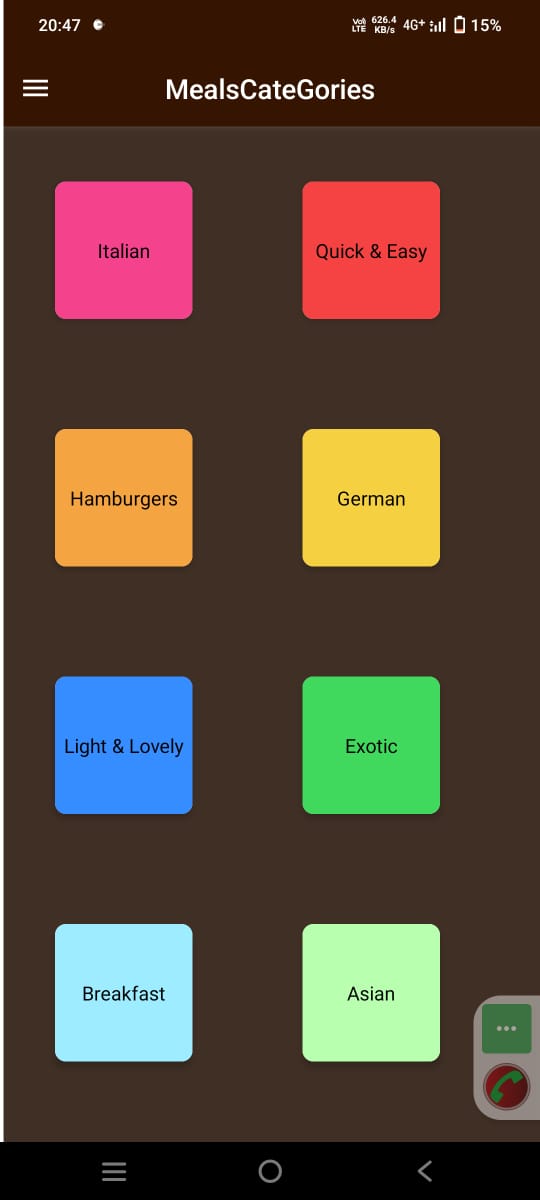 20:47 Vo) LTE 626.4 KB/s 4G+ 15%
MealsCateGories
Italian Quick & Easy
Hamburgers German
Light & Lovely Exotic
Breakfast Asian